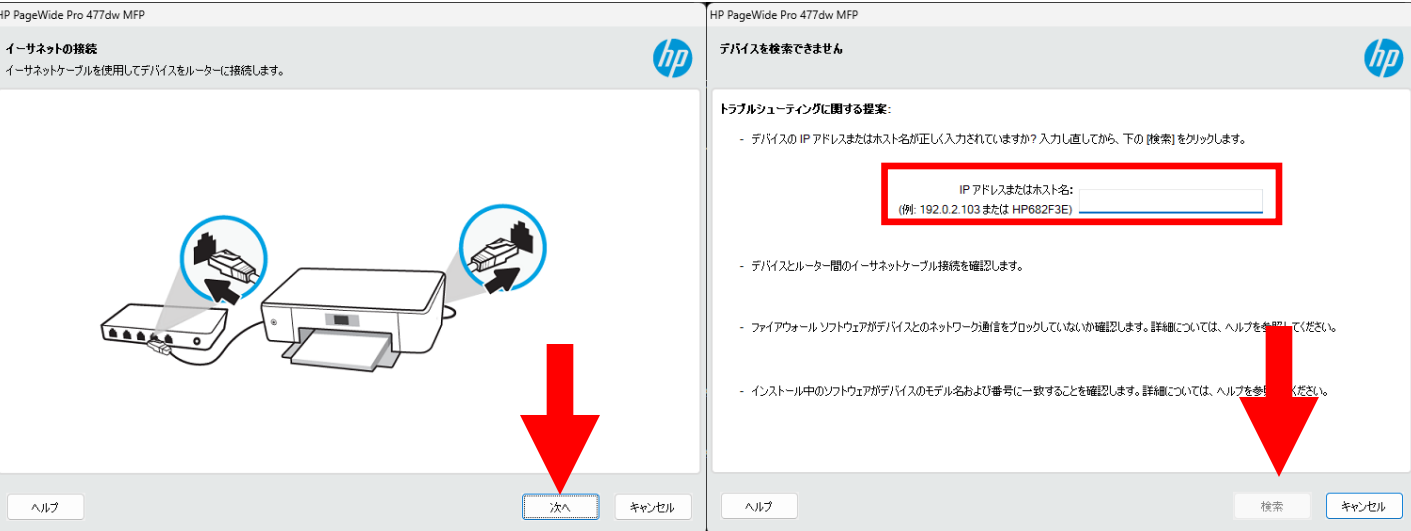 HP PageWide Pro 477dw MFP
イーサネットの接続
イーサネットケーブルを使用してデバイスをルーターに接続します。
ヘルプ
次へ
キャンセル
HP PageWide Pro 477dw MFP
デバイスを検索できません
hp
hp
トラブルシューティングに関する提案:
- デバイスの IP アドレスまたはホスト名が正しく入力されていますか? 入力し直してから、下の [検索] をクリックします。
IP アドレスまたはホスト名:
(例: 192.0.2.103 または HP682F3E)
- デバイスとルーター間のイーサネットケーブル接続を確認します。
- ファイアウォール ソフトウェアがデバイスとのネットワーク通信をブロックしていないか確認します。詳細については、ヘルプを参照してください。
- インストール中のソフトウェアがデバイスのモデル名および番号に一致することを確認します。詳細については、ヘルプを参 ください。
ヘルプ
検索
キャンセル